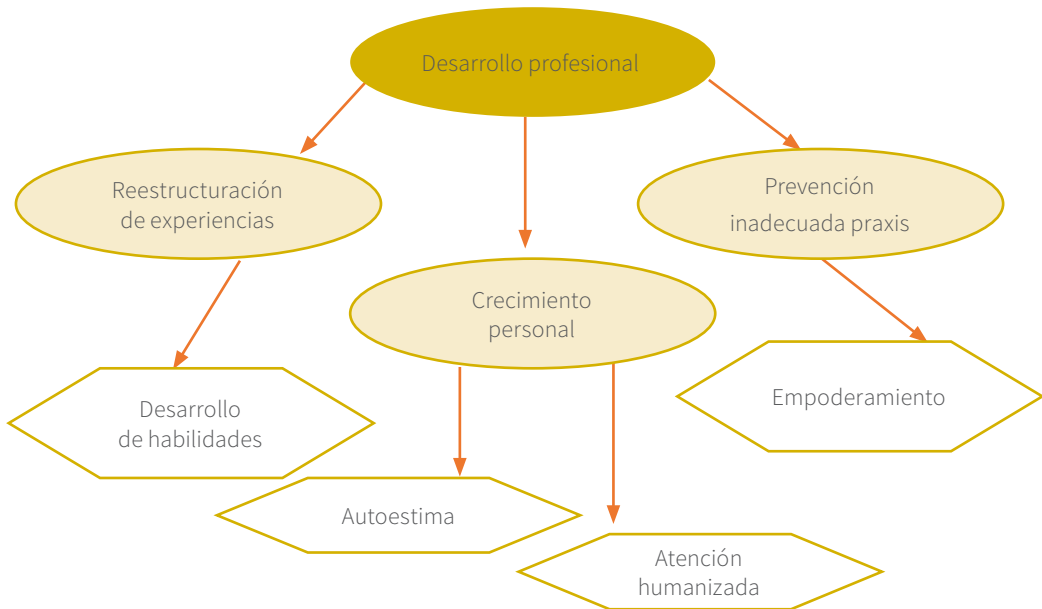 Desarrollo profesional
Reestructuración
de experiencias
Prevención
inadecuada praxis
Crecimiento
personal
Desarrollo
de habilidades
Empoderamiento
Autoestima
Atención
humanizada